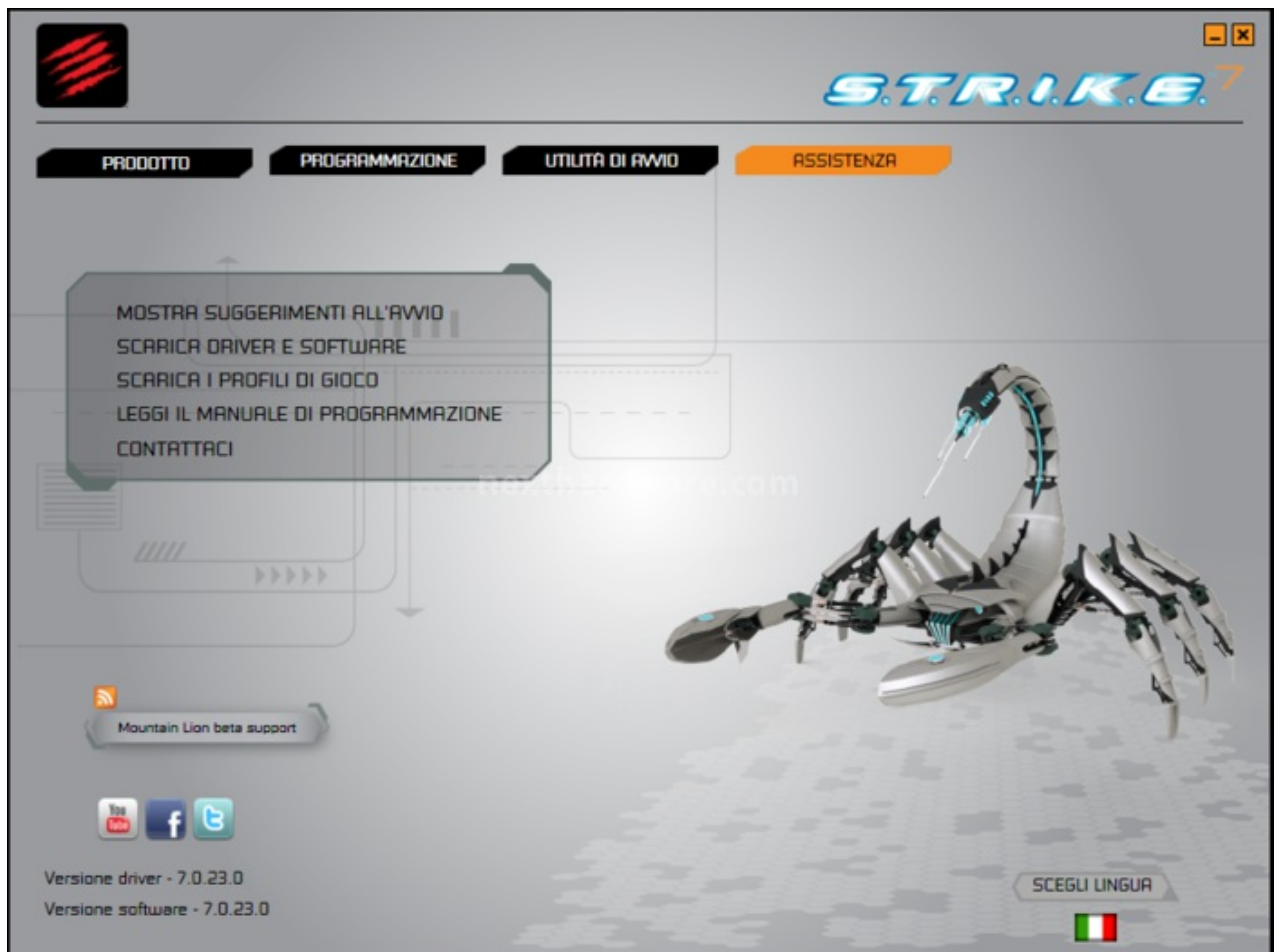 S.T.R.I.K.E. 7
PRODOTTO
PROGRAMMAZIONE
UTILITÀ DI AVVIO
ASSISTENZA
MOSTRA SUGGERIMENTI ALL'AVVIO
SCARICA DRIVER E SOFTWARE
SCARICA I PROFILI DI GIOCO
LEGGI IL MANUALE DI PROGRAMMAZIONE
CONTATTACI
nexthardware.com
Mountain Lion beta support
You
Tube
f
t
Versione driver - 7.0.23.0
Versione software - 7.0.23.0
SCEGLI LINGUA